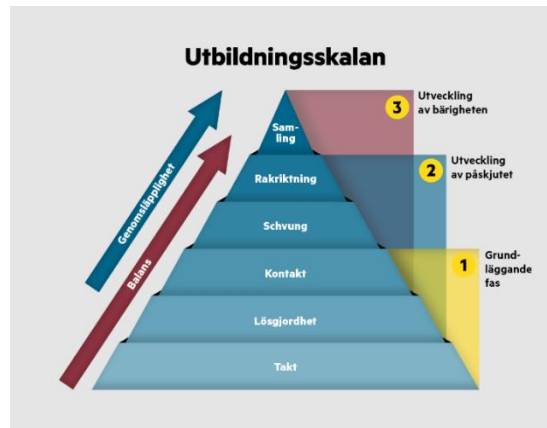 Utbildningsskalan
Genomsläpplighet
Balans
Sam-
ling
Rakriktning
Schvung
Kontakt
Lösgjordhet
Takt
3
Utveckling
av bärigheten
2
Utveckling
av påskjutet
1
Grund-
läggande
fas